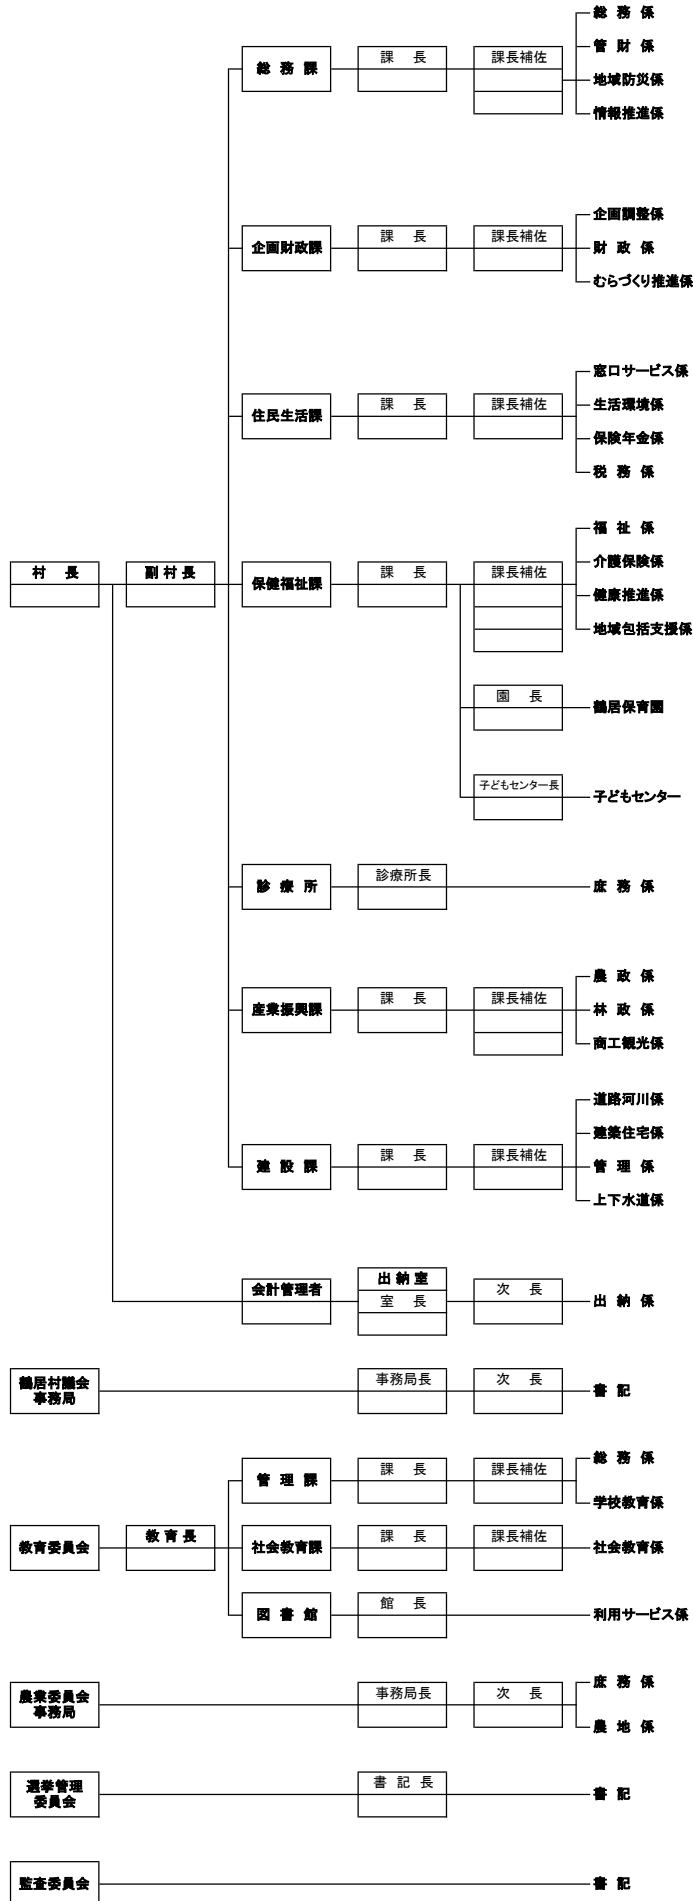 総務課
課長
課長補佐
総務係
管財係
地域防災係
情報推進係
企画財政課
課長
課長補佐
企画調整係
財政係
むらづくり推進係
住民生活課
課長
課長補佐
窓口サービス係
生活環境係
保険年金係
税務係
村長
副村長
保健福祉課
課長
課長補佐
福祉係
介護保険係
健康推進係
地域包括支援係
園長
鶴居保育園
子どもセンター長
子どもセンター
診療所
診療所長
庶務係
産業振興課
課長
課長補佐
農政係
林政係
商工観光係
建設課
課長
課長補佐
道路河川係
建築住宅係
管理係
上下水道係
会計管理者
出納室
室長
次長
出納係
鶴居村議会
事務局
事務局長
次長
書記
教育委員会
教育長
管理課
課長
課長補佐
総務係
学校教育係
社会教育課
課長
課長補佐
社会教育係
図書館
館長
利用サービス係
農業委員会
事務局
事務局長
次長
庶務係
農地係
選挙管理
委員会
書記長
書記
監査委員会
書記